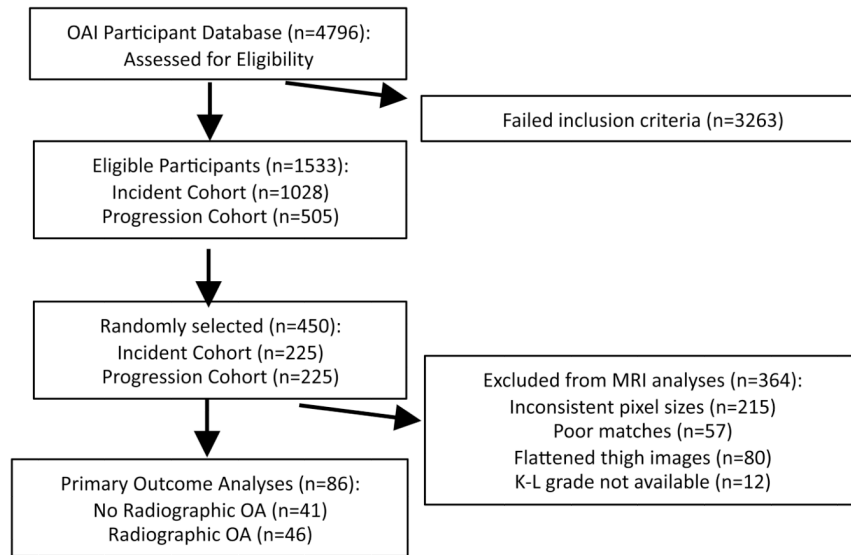 OAI Participant Database (n=4796):
Assessed for Eligibility
Failed inclusion criteria (n=3263)
Eligible Participants (n=1533):
Incident Cohort (n=1028)
Progression Cohort (n=505)
Randomly selected (n=450):
Incident Cohort (n=225)
Progression Cohort (n=225)
Excluded from MRI analyses (n=364):
Inconsistent pixel sizes (n=215)
Poor matches (n=57)
Flattened thigh images (n=80)
K-L grade not available (n=12)
Primary Outcome Analyses (n=86):
No Radiographic OA (n=41)
Radiographic OA (n=46)